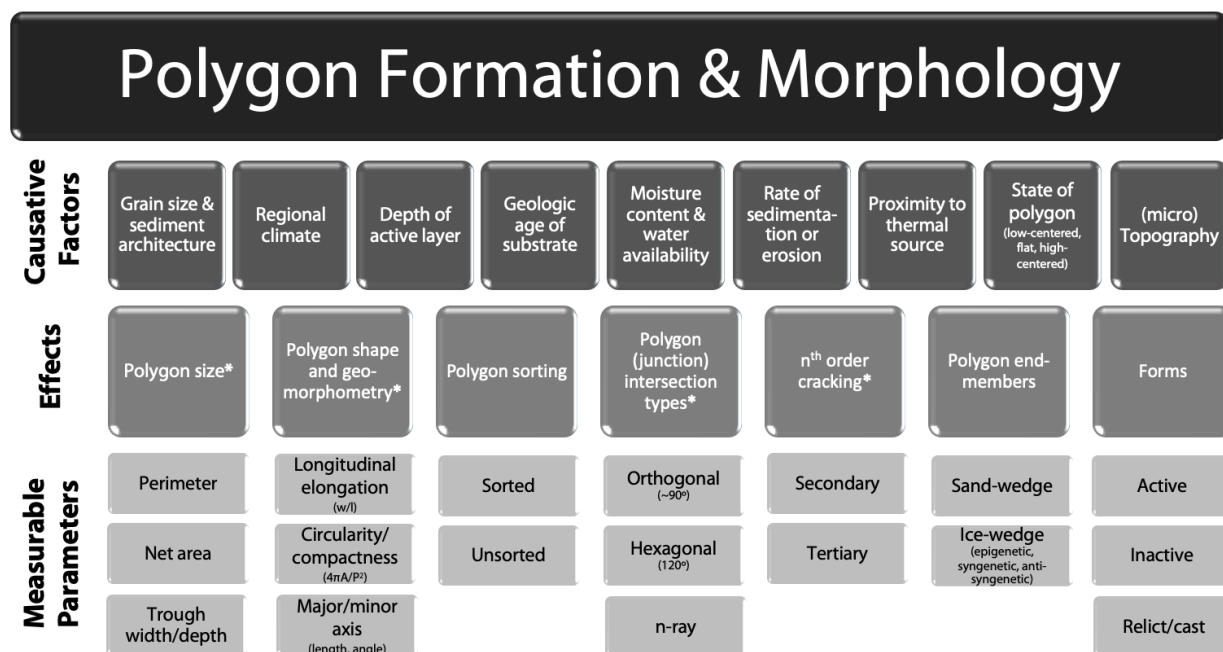 Polygon Formation & Morphology
Causative
Factors
Grain size &
sediment
architecture
Regional
climate
Depth of
active layer
Geologic
age of
substrate
Moisture
content &
water
availability
Rate of
sedimenta-
tion or
erosion
Proximity to
thermal
source
State of
polygon
(low-centered,
flat, high-
centered)
(micro)
Topography
Effects
Polygon size*
Polygon shape
and geo-
morphometry*
Polygon sorting
Polygon
(junction)
intersection
types*
nth order
cracking*
Polygon end-
members
Forms
Measurable
Parameters
Perimeter
Longitudinal
elongation
(w/l)
Sorted
Orthogonal
(~90º)
Secondary
Sand-wedge
Active
Net area
Circularity/
compactness
(4πA/P²)
Unsorted
Hexagonal
(120º)
Tertiary
Ice-wedge
(epigenetic,
syngenetic, anti-
syngenetic)
Inactive
Trough
width/depth
Major/minor
axis
(length, angle)
n-ray
Relict/cast